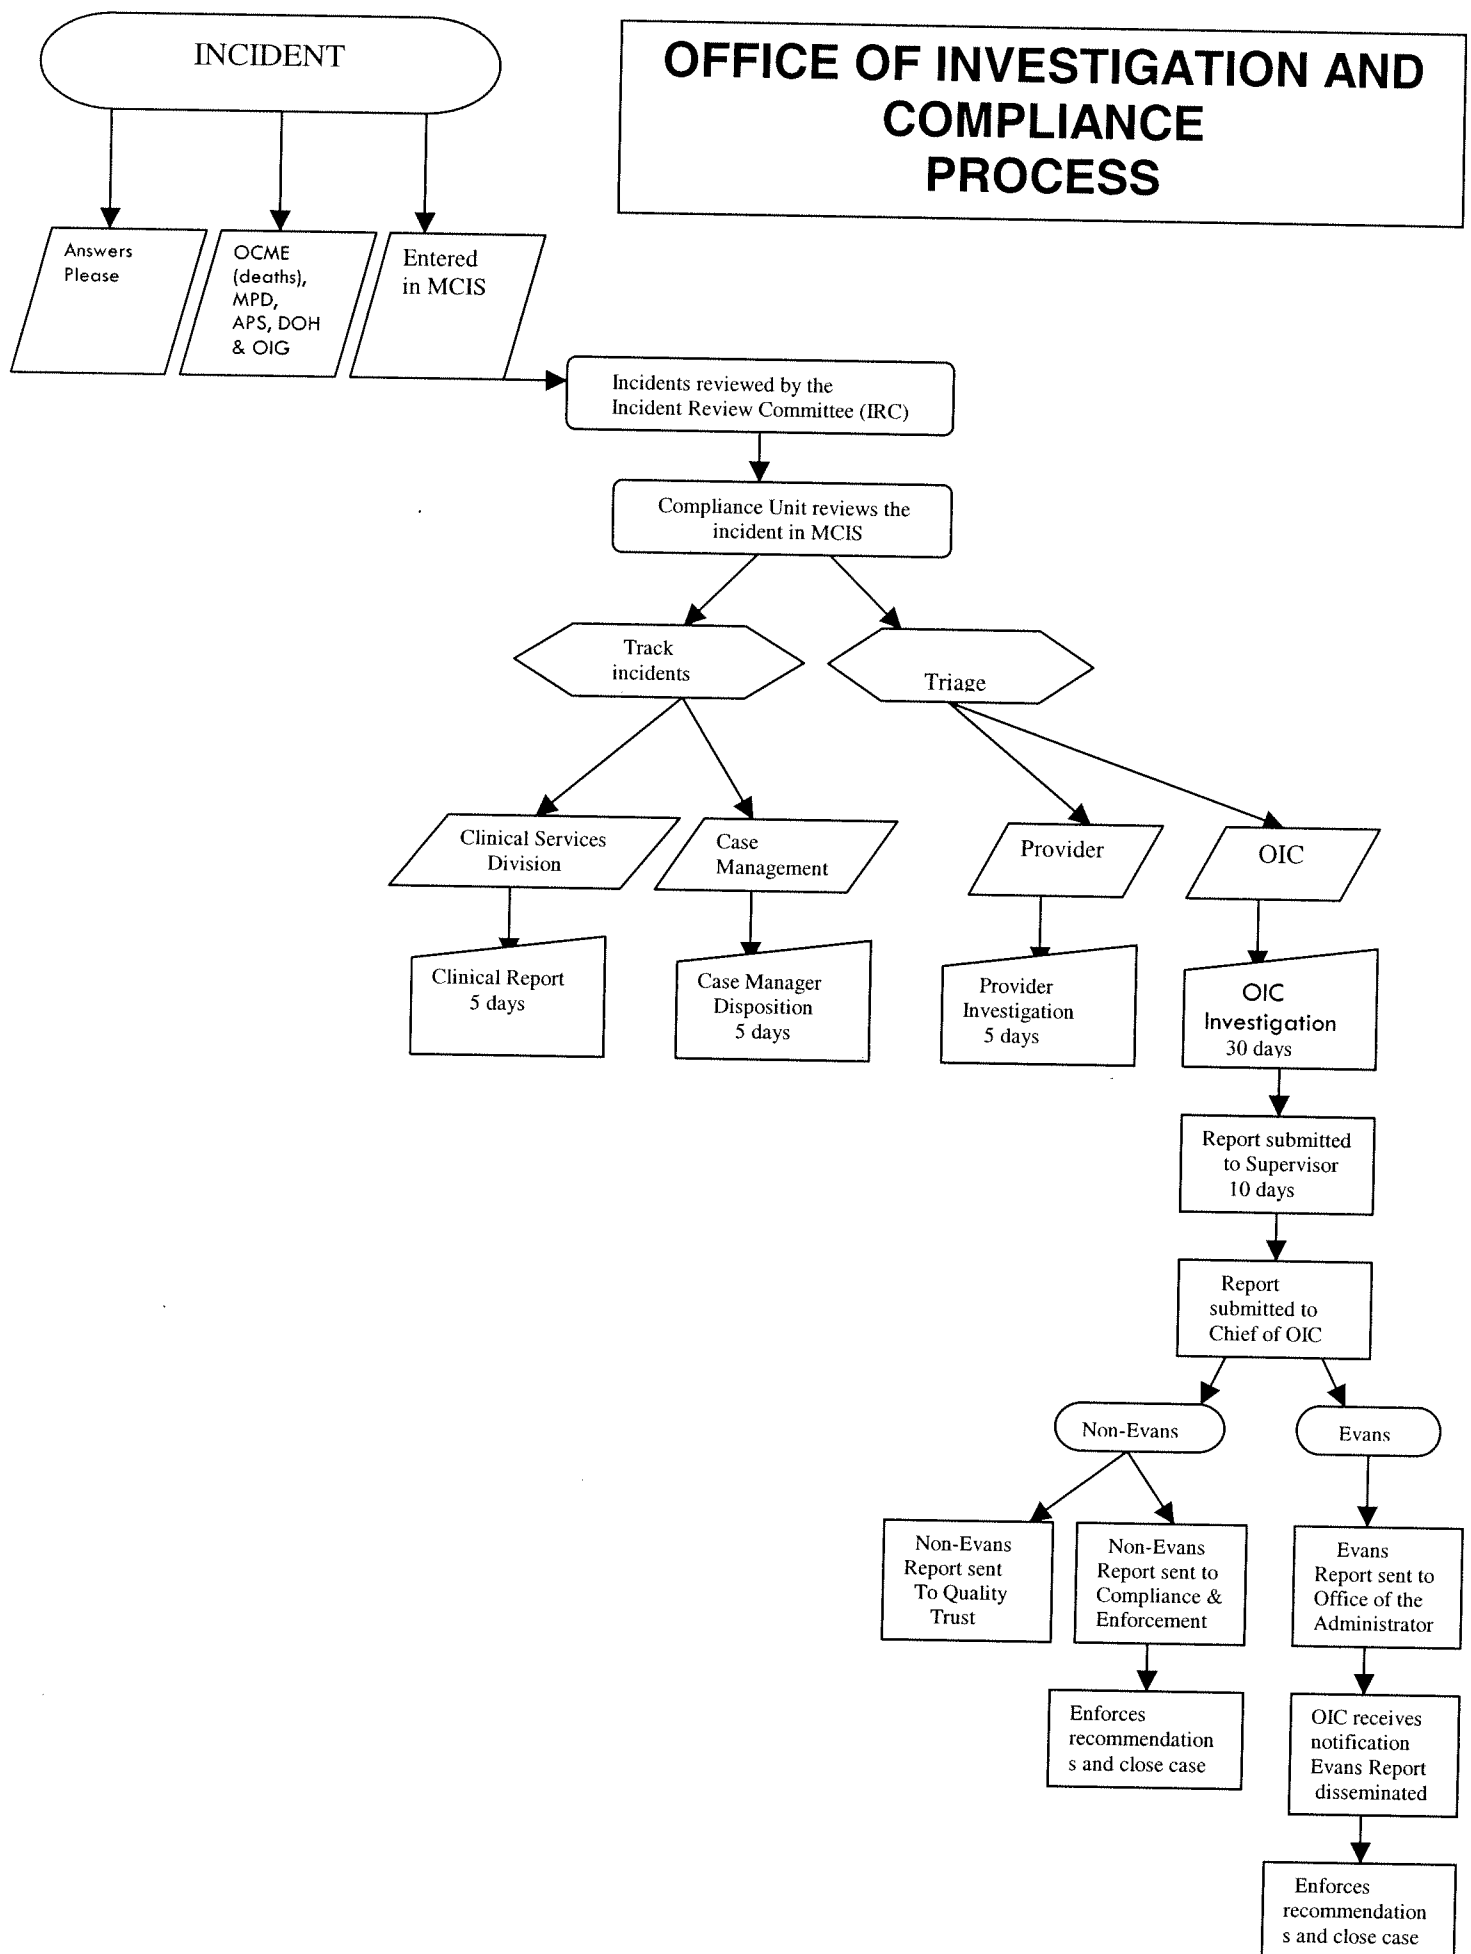 INCIDENT
OFFICE OF INVESTIGATION AND
COMPLIANCE
PROCESS
Answers
Please
OCME
(deaths),
MPD,
APS, DOH
& OIG
Entered
in MCIS
Incidents reviewed by the
Incident Review Committee (IRC)
Compliance Unit reviews the
incident in MCIS
Track
incidents
Triage
Clinical Services
Division
Case
Management
Provider
OIC
Clinical Report
5 days
Case Manager
Disposition
5 days
Provider
Investigation
5 days
OIC
Investigation
30 days
Report submitted
to Supervisor
10 days
Report
submitted to
Chief of OIC
Non-Evans
Evans
Non-Evans
Report sent
To Quality
Trust
Non-Evans
Report sent to
Compliance &
Enforcement
Evans
Report sent to
Office of the
Administrator
Enforces
recommendation
s and close case
OIC receives
notification
Evans Report
disseminated
Enforces
recommendation
s and close case